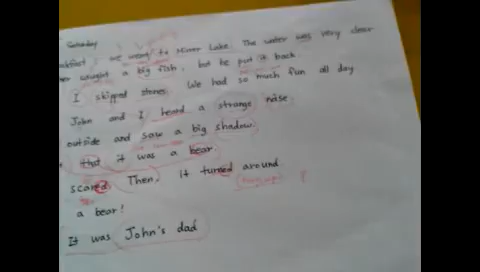 Saturday
we went to Mirror Lake. The water was very clear
caught a big fish, but he put it back.
I skipped stones. We had so much fun all day
John and I heard a strange noise.
outside and saw a big shadow.
that it was a bear.
scared. Then, it turned around
a bear!
It was John's dad